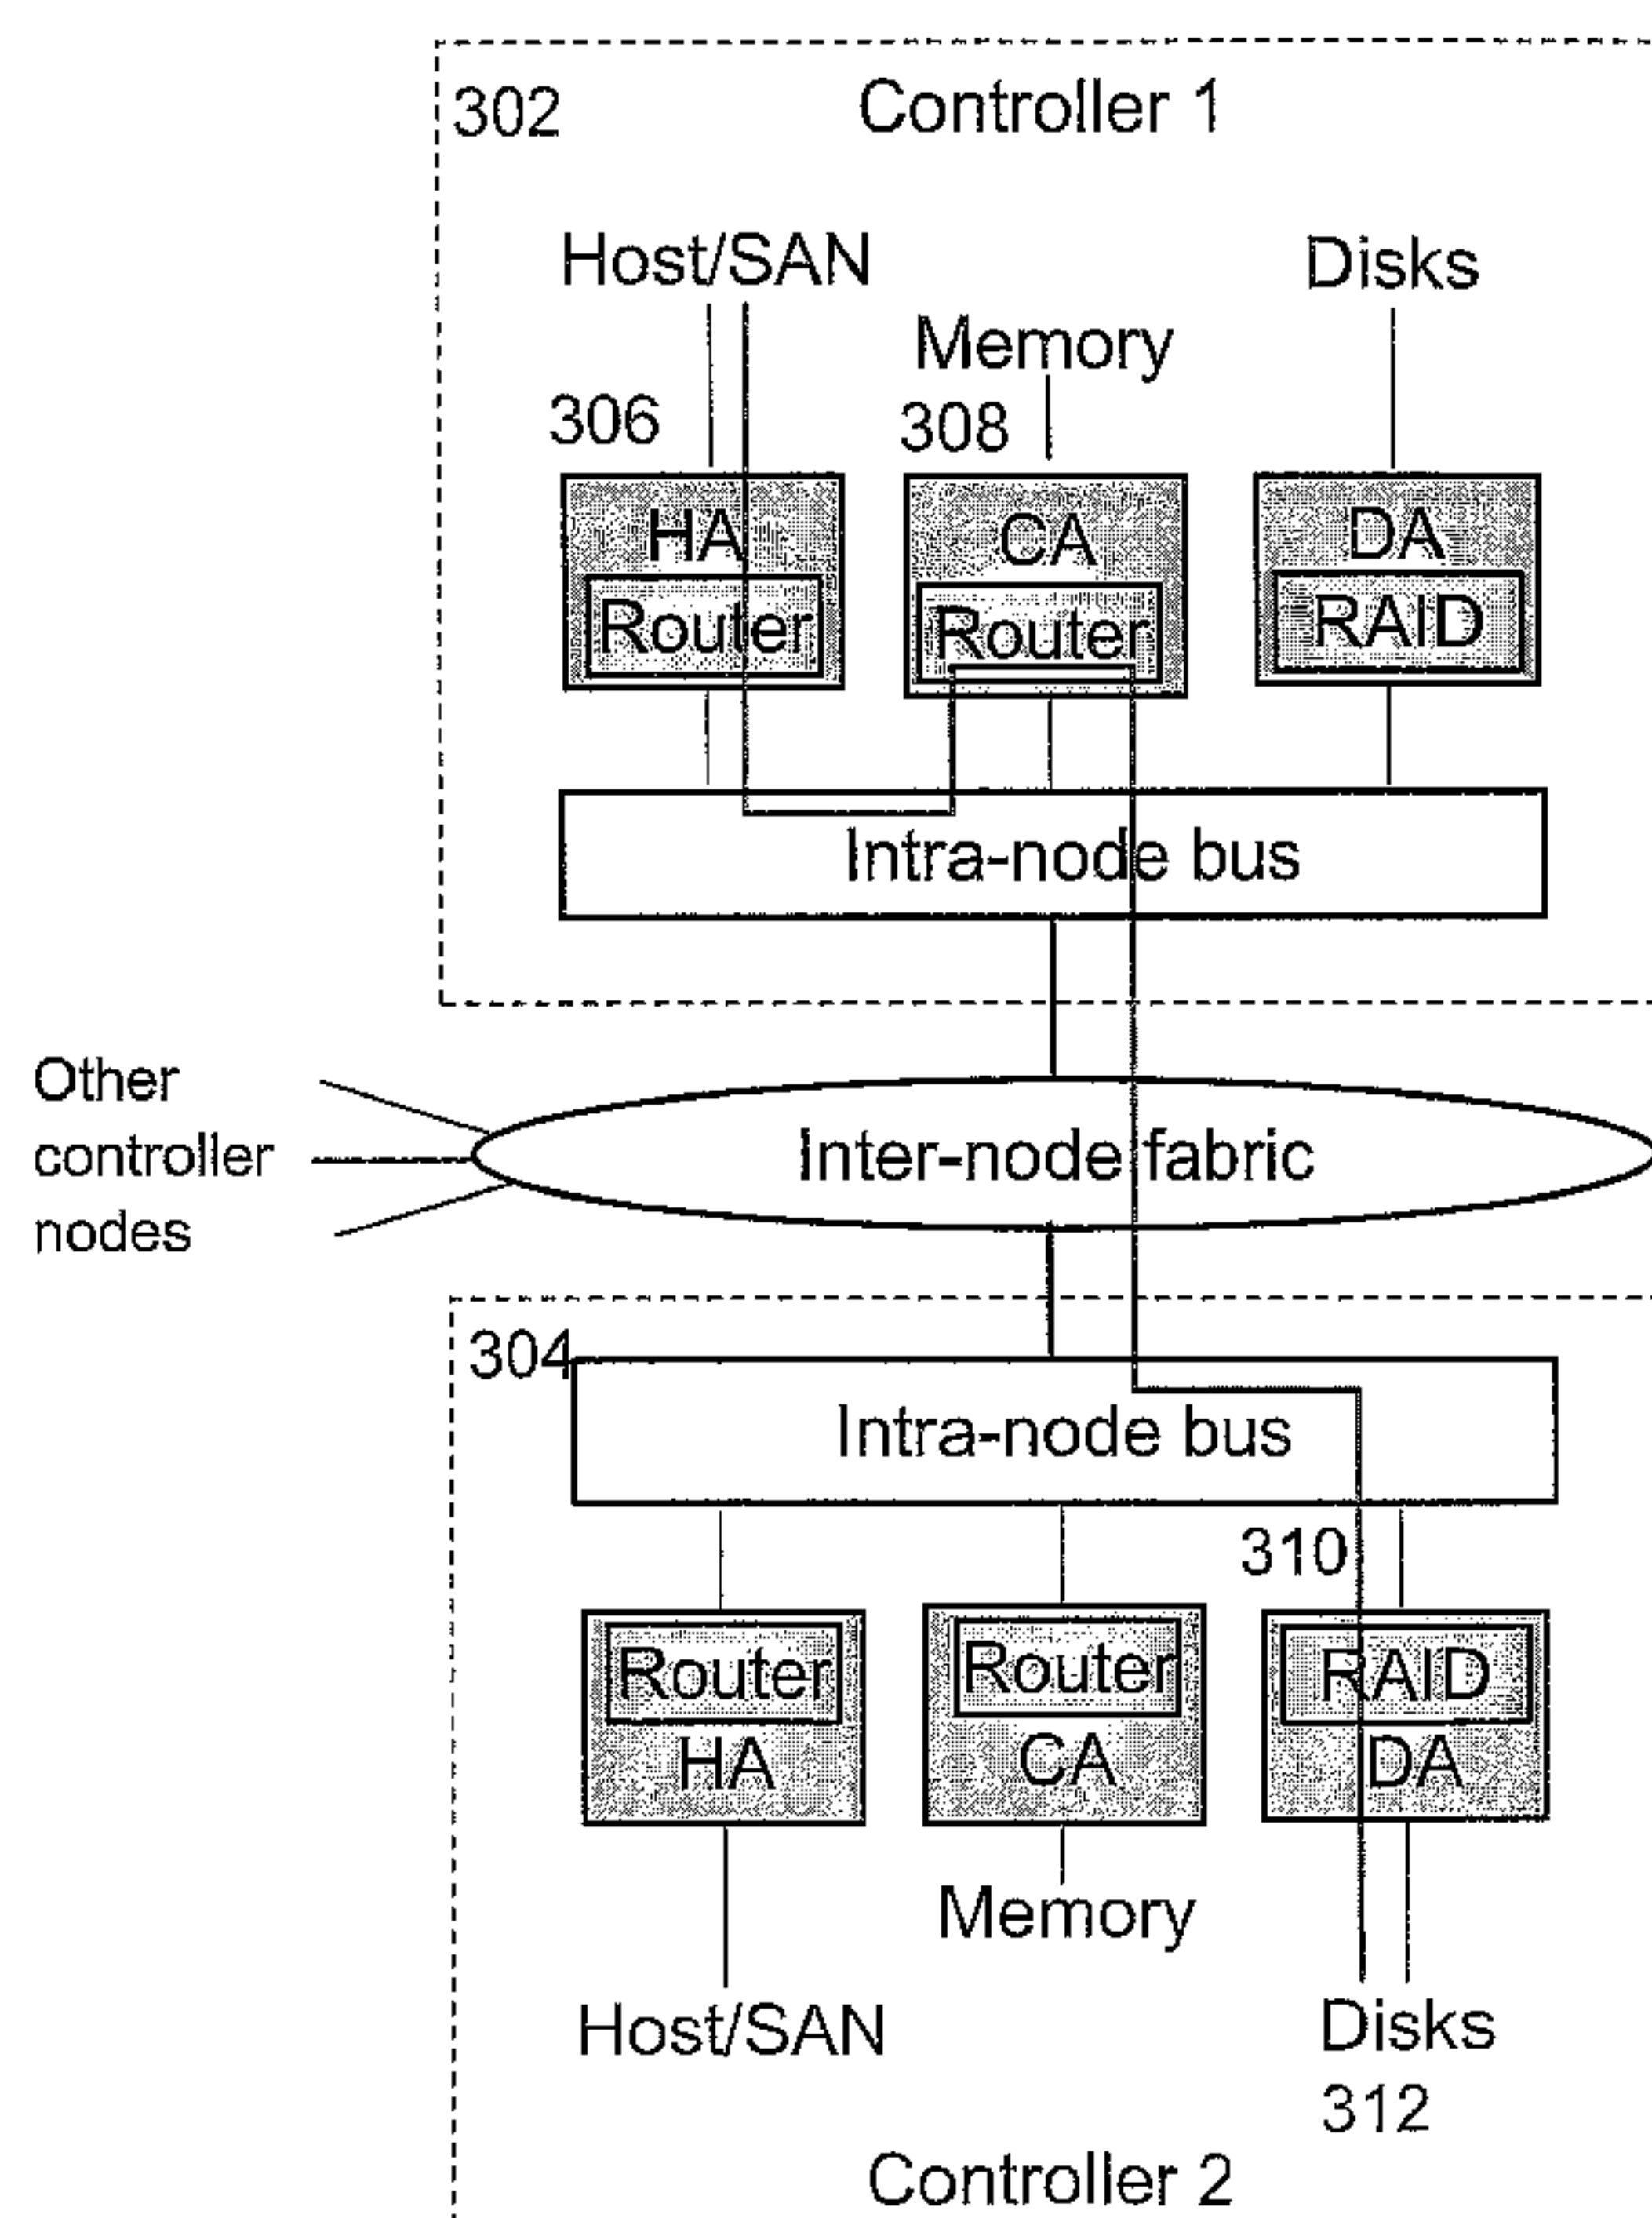 302
Controller 1
Host/SAN
Disks
Memory
306
308
HA
CA
DA
Router
Router
RAID
Intra-node bus
Other
controller
nodes
Inter-node fabric
304
Intra-node bus
310
Router
Router
RAID
HA
CA
DA
Memory
Host/SAN
Disks
312
Controller 2